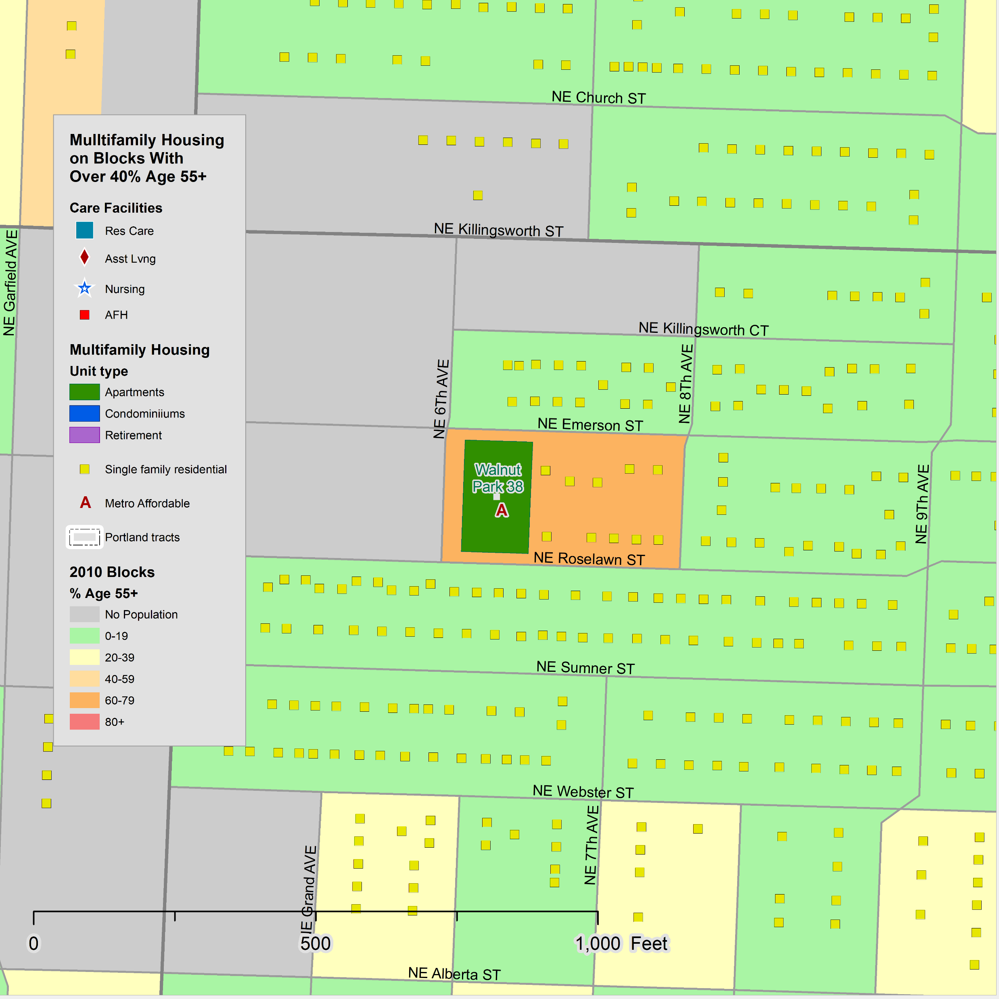 NE Church ST
Mulltifamily Housing
on Blocks With
Over 40% Age 55+
Care Facilities
Res Care
Asst Lvng
Nursing
AFH
Multifamily Housing
Unit type
Apartments
Condominiiums
Retirement
Single family residential
A Metro Affordable
Portland tracts
2010 Blocks
% Age 55+
No Population
0-19
20-39
40-59
60-79
80+
NE Killingsworth ST
NE Garfield AVE
NE Killingsworth CT
NE 6Th AVE
NE 8Th AVE
NE Emerson ST
Walnut
Park 38
A
NE 9Th AVE
NE Roselawn ST
NE Sumner ST
NE Webster ST
NE 7Th AVE
IE Grand AVE
0 500 1,000 Feet
NE Alberta ST